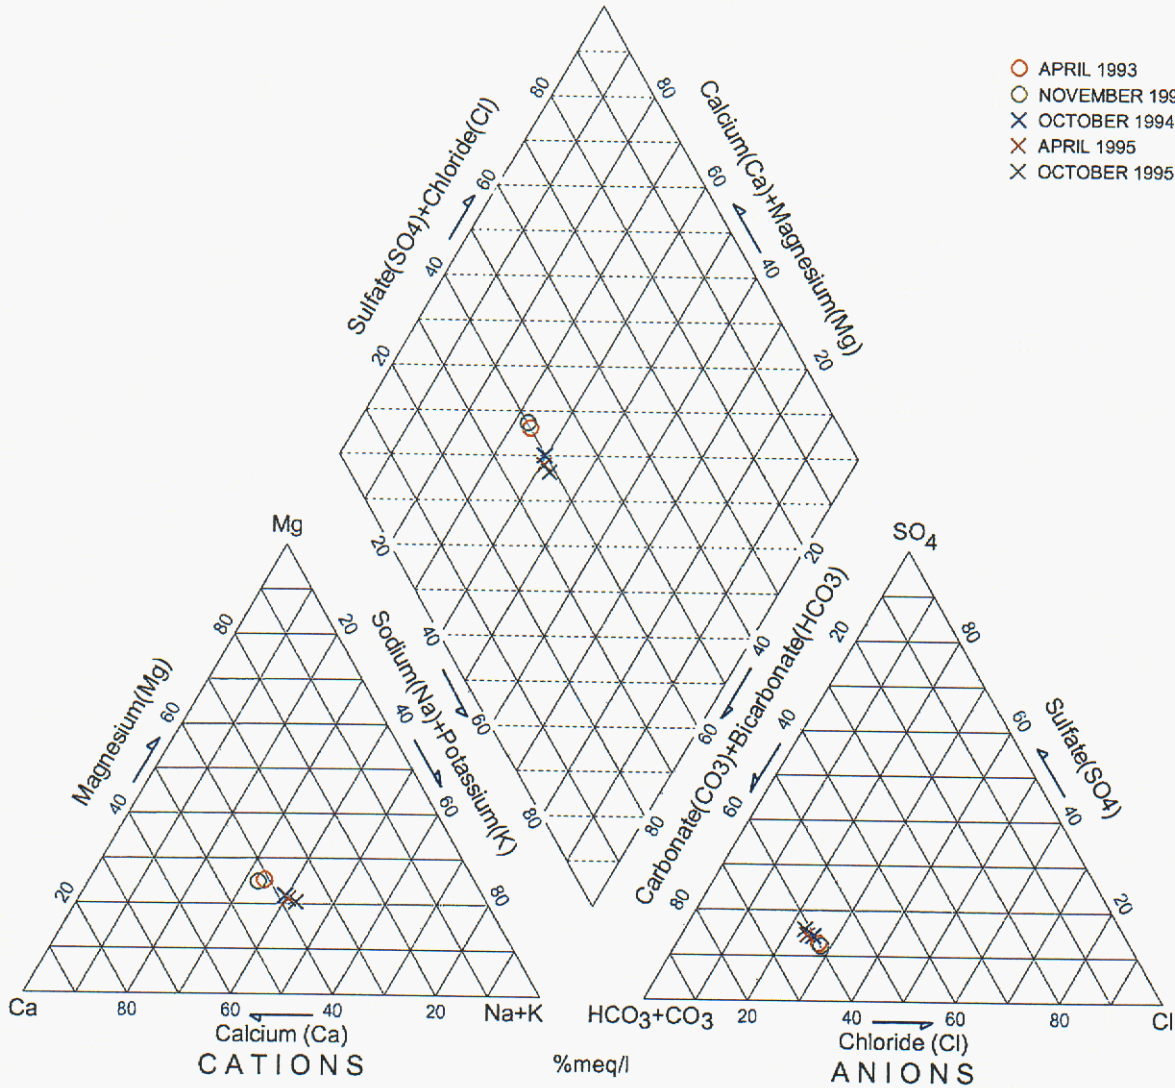 APRIL 1993
NOVEMBER 199
OCTOBER 1994
APRIL 1995
OCTOBER 1995
Sulfate(SO4)+Chloride(Cl)
20
40
60
80
Calcium(Ca)+Magnesium(Mg)
80
60
40
20
Sodium(Na)+Potassium(K)
20
40
60
80
Carbonate(CO3)+Bicarbonate(HCO3)
20
40
60
80
Mg
Magnesium(Mg)
20
40
60
80
20
40
60
80
Ca
80
60
40
20
Na+K
Calcium (Ca)
CATIONS
%meq/l
SO4
20
40
60
80
Sulfate(SO4)
80
60
40
20
HCO3+CO3
20
40
60
80
Cl
Chloride (Cl)
ANIONS